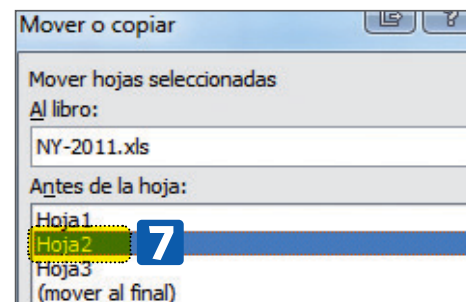 Mover o copiar
Mover hojas seleccionadas
Al libro:
NY-2011.xls
Antes de la hoja:
Hoja1
Hoja2 7
Hoja3
(mover al final)